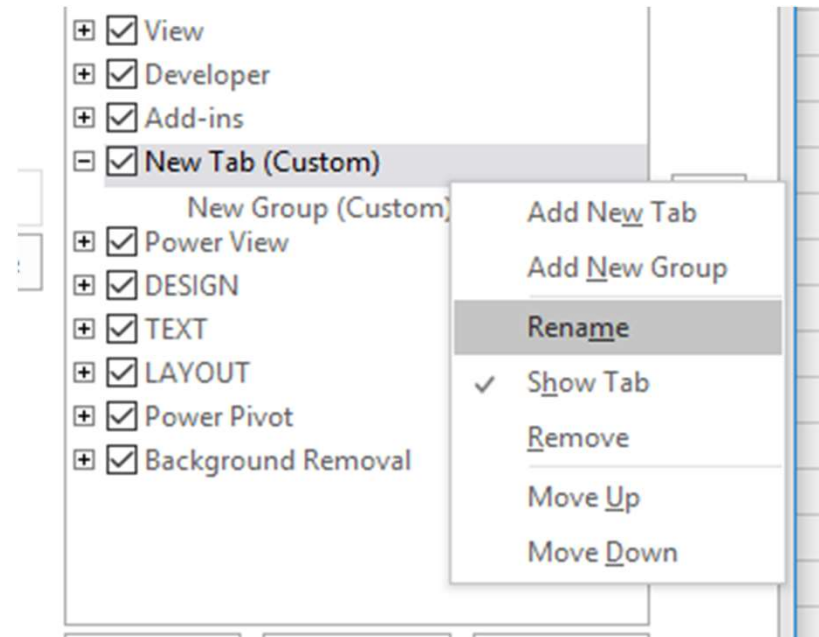 View
Developer
Add-ins
New Tab (Custom)
New Group (Custom)
Power View
DESIGN
TEXT
LAYOUT
Power Pivot
Background Removal
Add New Tab
Add New Group
Rename
Show Tab
Remove
Move Up
Move Down